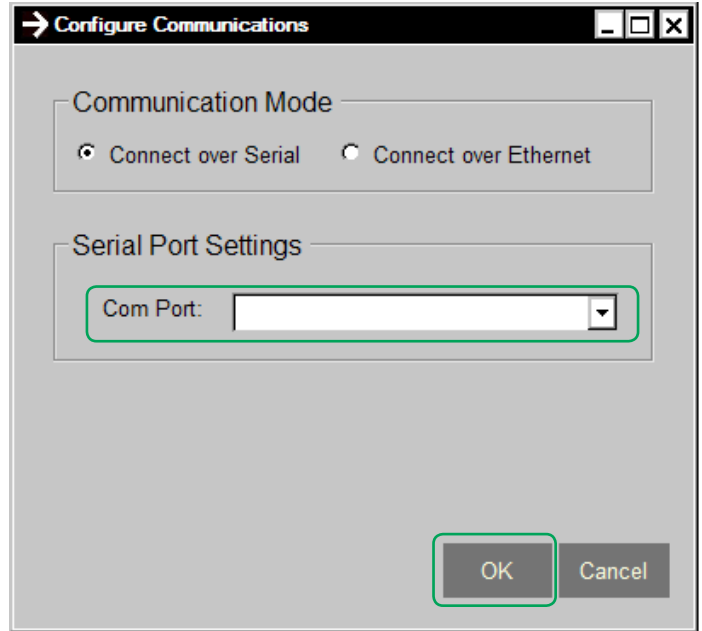 Configure Communications
Communication Mode
Connect over Serial Connect over Ethernet
Serial Port Settings
Com Port:
OK Cancel